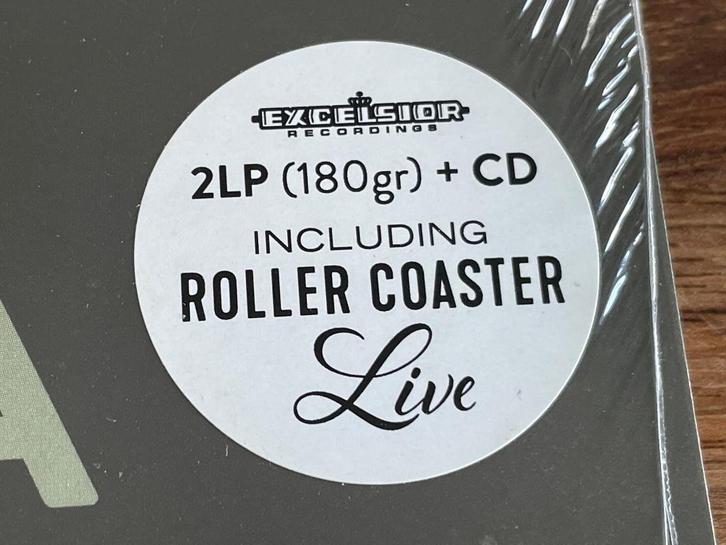 EXCELSIOR
RECORDINGS
2LP (180gr) + CD
INCLUDING
ROLLER COASTER
Live
A